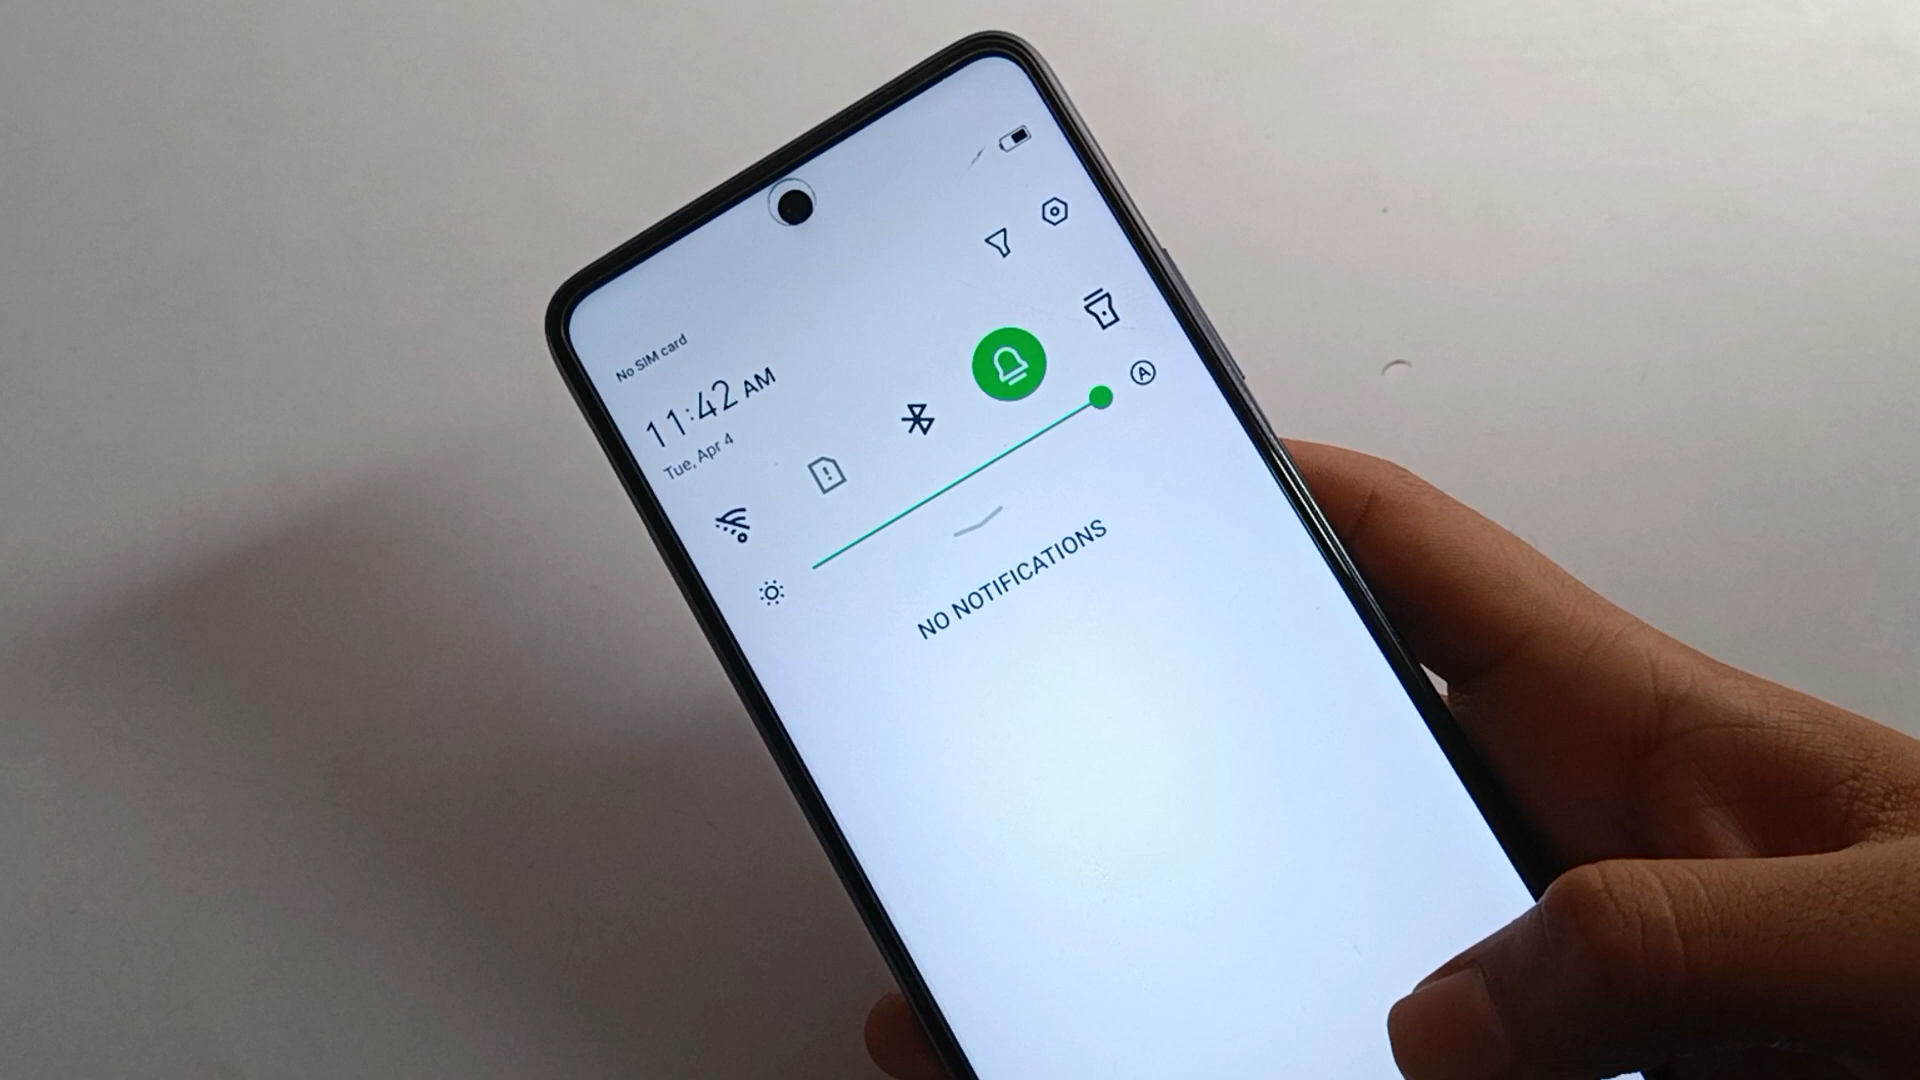 No SIM card
11:42 AM
Tue, Apr 4
A
NO NOTIFICATIONS